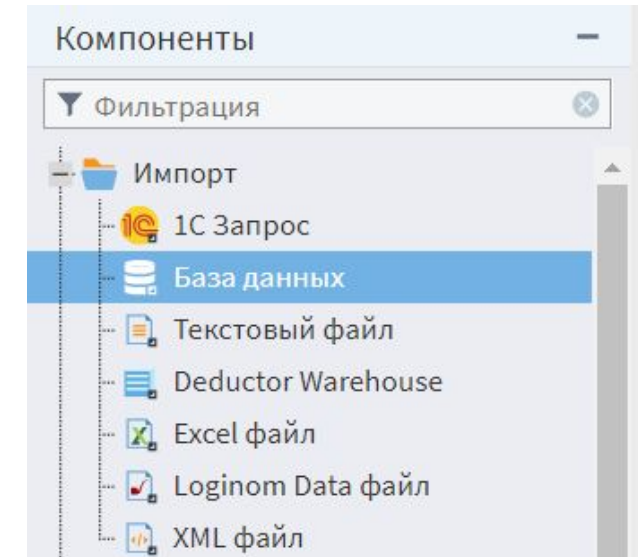 Компоненты
Фильтрация
Импорт
1С Запрос
База данных
Текстовый файл
Deductor Warehouse
Excel файл
Loginom Data файл
XML файл